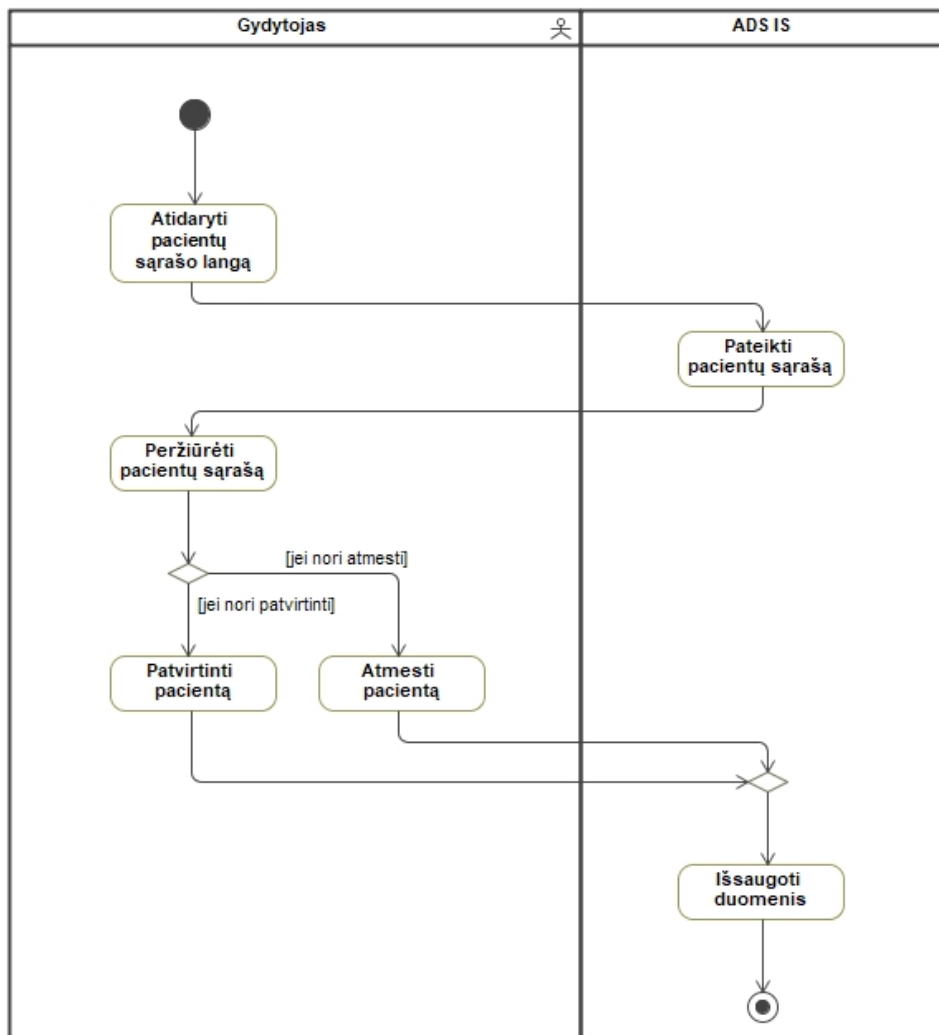 Gydytojas
ADS IS
Atidaryti
pacientų
sąrašo langą
Pateikti
pacientų sąrašą
Peržiūrėti
pacientų sąrašą
[jei nori atmesti]
[jei nori patvirtinti]
Patvirtinti
pacientą
Atmesti
pacientą
Išsaugoti
duomenis